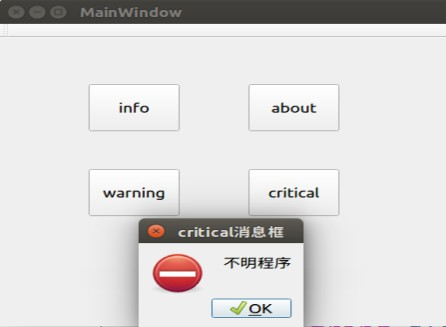 MainWindow
info
about
warning
critical
critical消息框
不明程序
OK